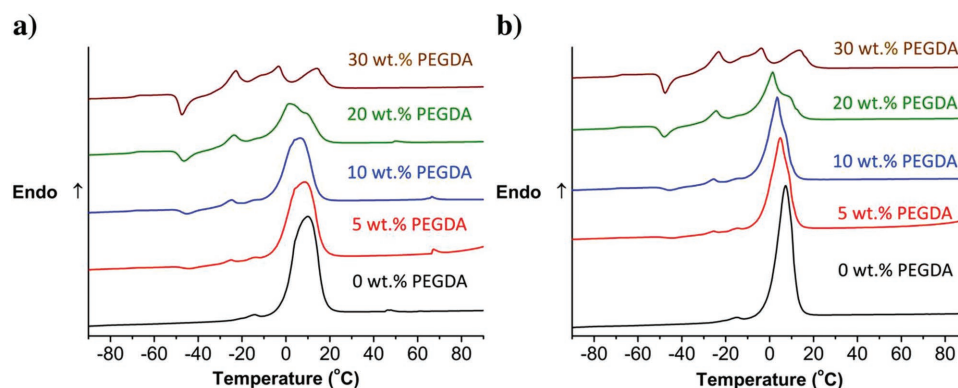 a)
30 wt.% PEGDA
20 wt.% PEGDA
10 wt.% PEGDA
Endo ↑
5 wt.% PEGDA
0 wt.% PEGDA
-80 -60 -40 -20 0 20 40 60 80
Temperature (°C)
b)
30 wt.% PEGDA
20 wt.% PEGDA
10 wt.% PEGDA
Endo ↑
5 wt.% PEGDA
0 wt.% PEGDA
-80 -60 -40 -20 0 20 40 60 80
Temperature (°C)